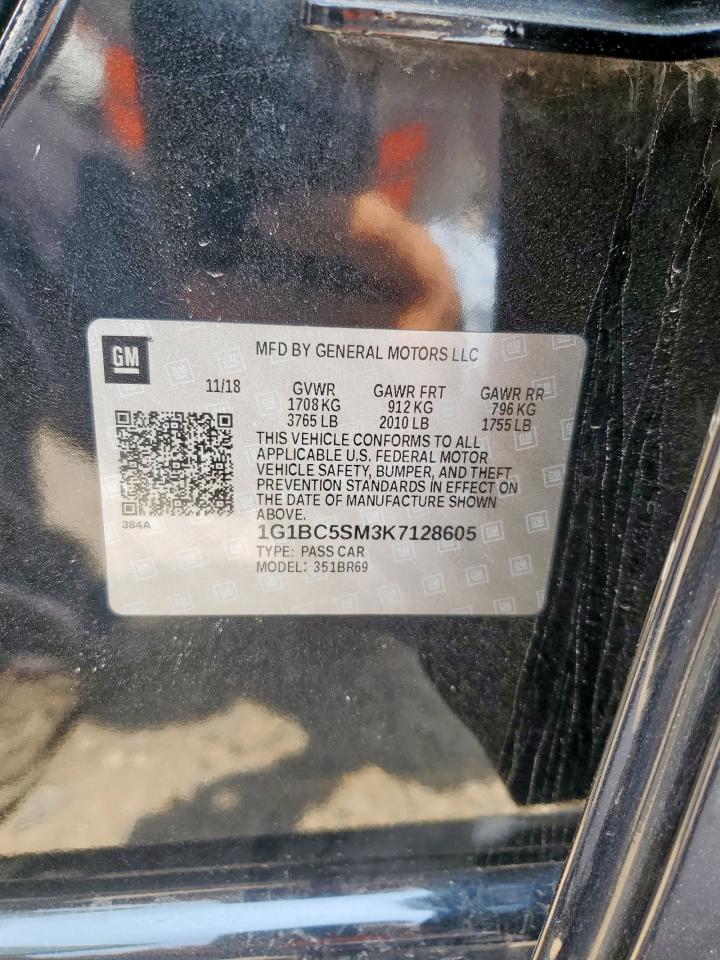 GM
MFD BY GENERAL MOTORS LLC
11/18 GVWR GAWR FRT GAWR RR
1708 KG 912 KG 796 KG
3765 LB 2010 LB 1755 LB
THIS VEHICLE CONFORMS TO ALL
APPLICABLE U.S. FEDERAL MOTOR
VEHICLE SAFETY, BUMPER, AND THEFT
PREVENTION STANDARDS IN EFFECT ON
THE DATE OF MANUFACTURE SHOWN
ABOVE.
384A
1G1BC5SM3K7128605
TYPE: PASS CAR
MODEL: 351BR69